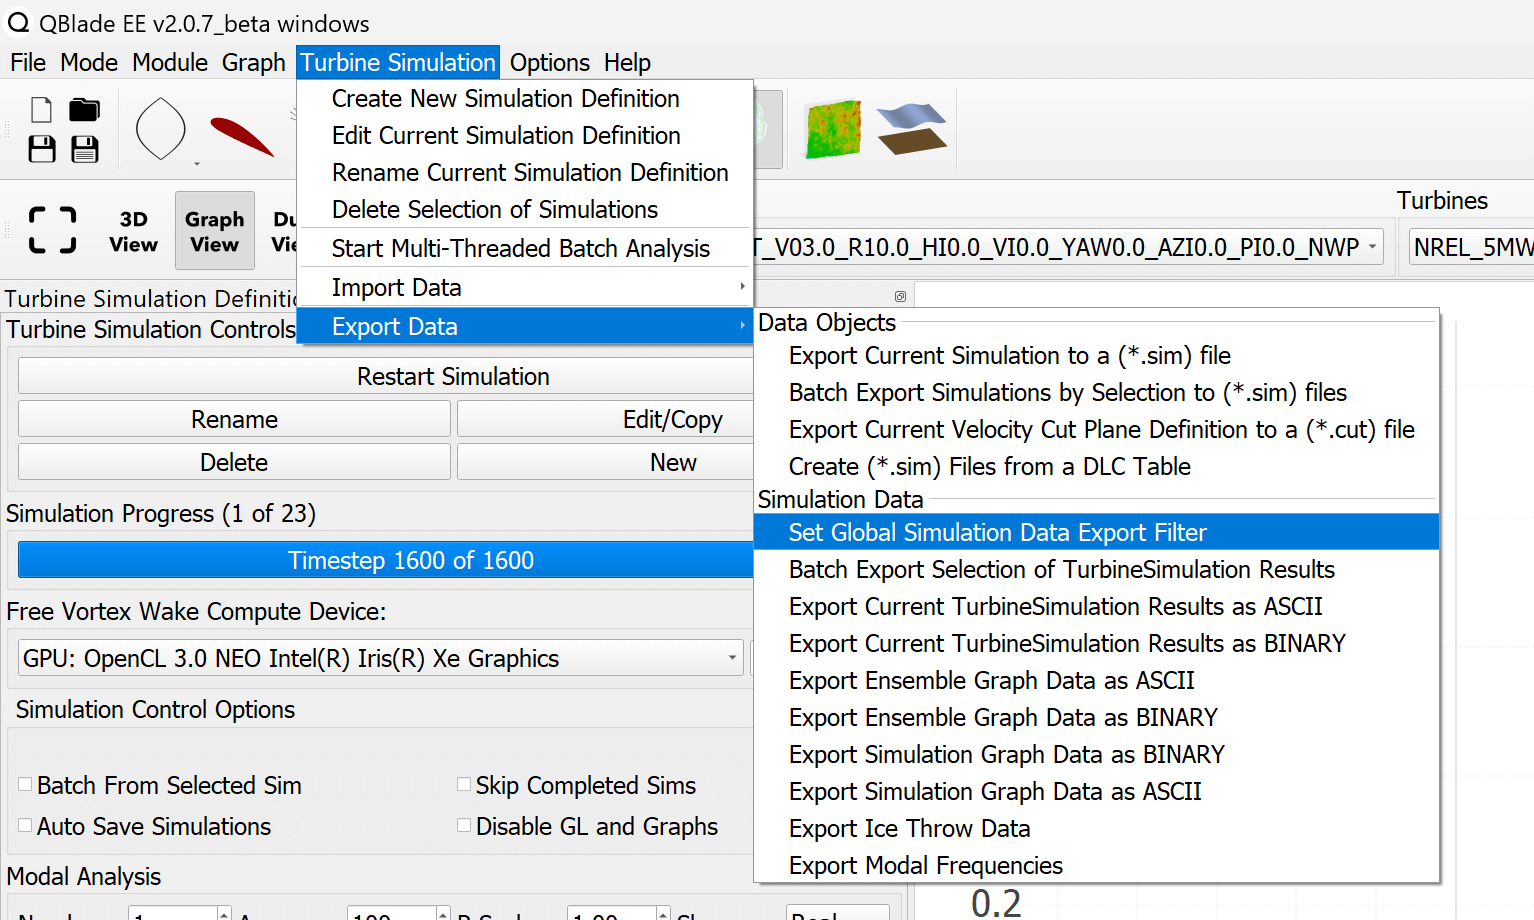 QBlade EE v2.0.7_beta windows
File Mode Module Graph Turbine Simulation Options Help
Create New Simulation Definition
Edit Current Simulation Definition
Rename Current Simulation Definition
Delete Selection of Simulations
Start Multi-Threaded Batch Analysis
Import Data
Export Data
3D View
Graph View
Turbines
T_V03.0_R10.0_HI0.0_VI0.0_YAW0.0_AZI0.0_PI0.0_NWP
NREL_5MW
Turbine Simulation Definiti
Turbine Simulation Controls
Restart Simulation
Rename
Edit/Copy
Delete
New
Simulation Progress (1 of 23)
Timestep 1600 of 1600
Free Vortex Wake Compute Device:
GPU: OpenCL 3.0 NEO Intel(R) Iris(R) Xe Graphics
Simulation Control Options
Batch From Selected Sim
Skip Completed Sims
Auto Save Simulations
Disable GL and Graphs
Modal Analysis
Data Objects
Export Current Simulation to a (*.sim) file
Batch Export Simulations by Selection to (*.sim) files
Export Current Velocity Cut Plane Definition to a (*.cut) file
Create (*.sim) Files from a DLC Table
Simulation Data
Set Global Simulation Data Export Filter
Batch Export Selection of TurbineSimulation Results
Export Current TurbineSimulation Results as ASCII
Export Current TurbineSimulation Results as BINARY
Export Ensemble Graph Data as ASCII
Export Ensemble Graph Data as BINARY
Export Simulation Graph Data as BINARY
Export Simulation Graph Data as ASCII
Export Ice Throw Data
Export Modal Frequencies
0.2